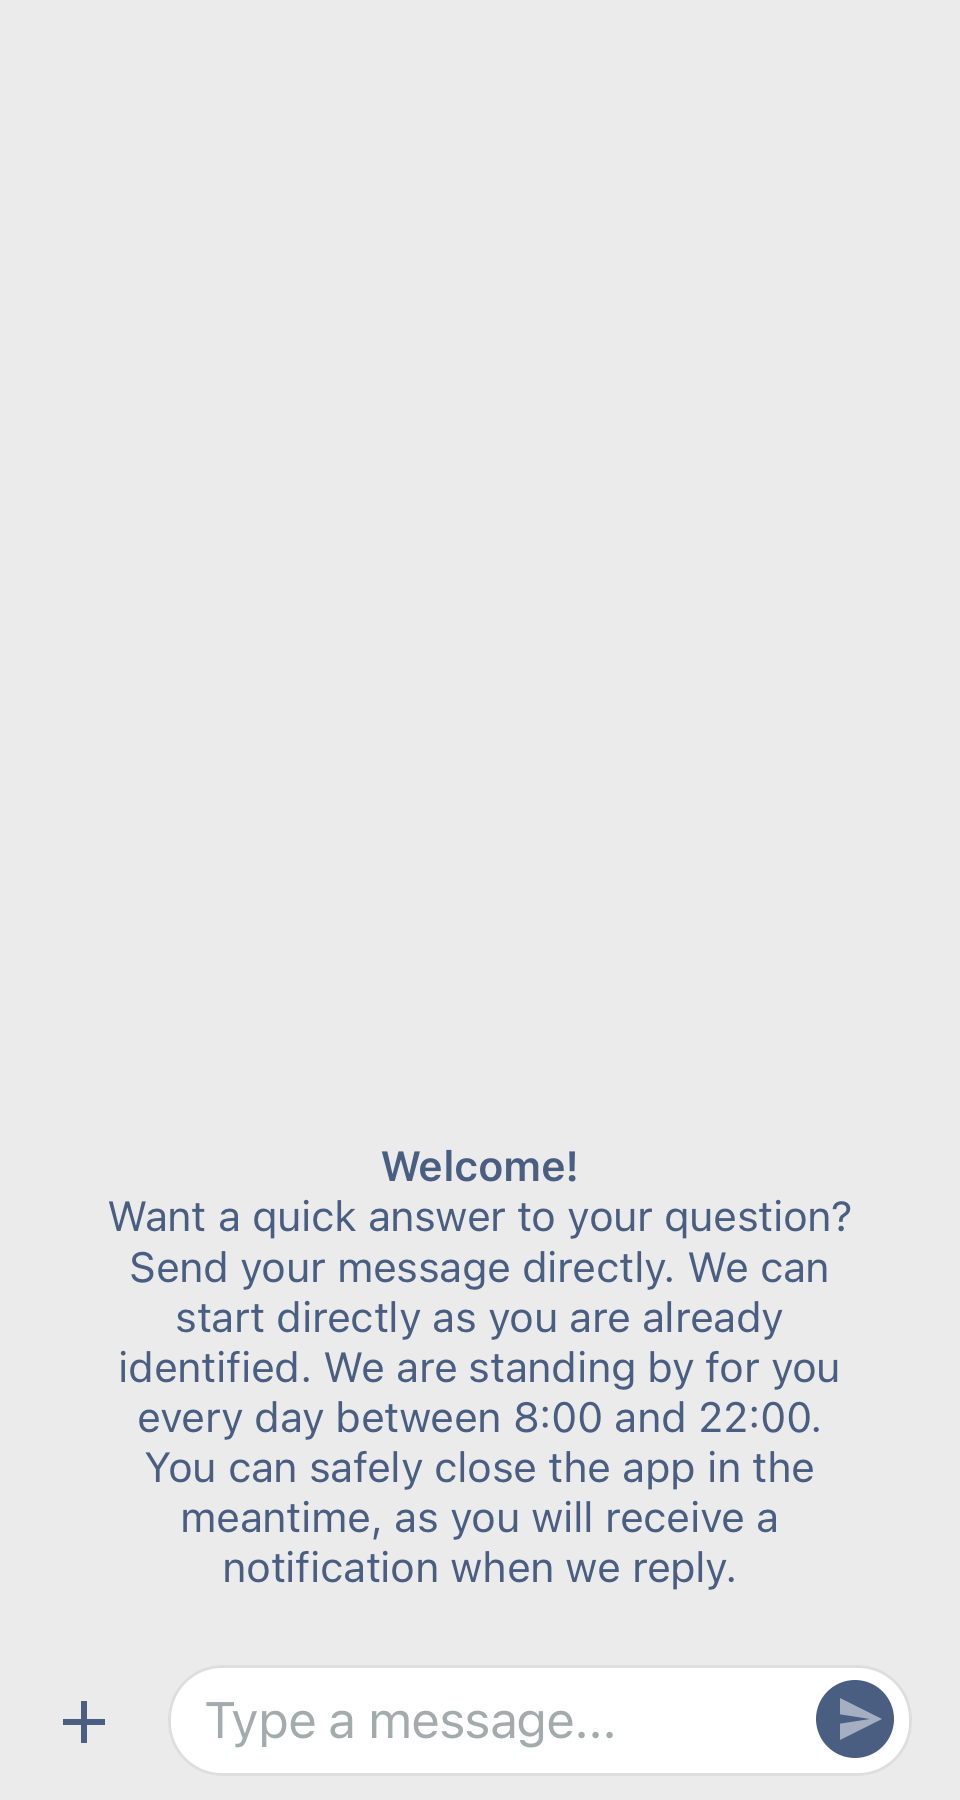 Welcome!
Want a quick answer to your question?
Send your message directly. We can
start directly as you are already
identified. We are standing by for you
every day between 8:00 and 22:00.
You can safely close the app in the
meantime, as you will receive a
notification when we reply.
Type a message...